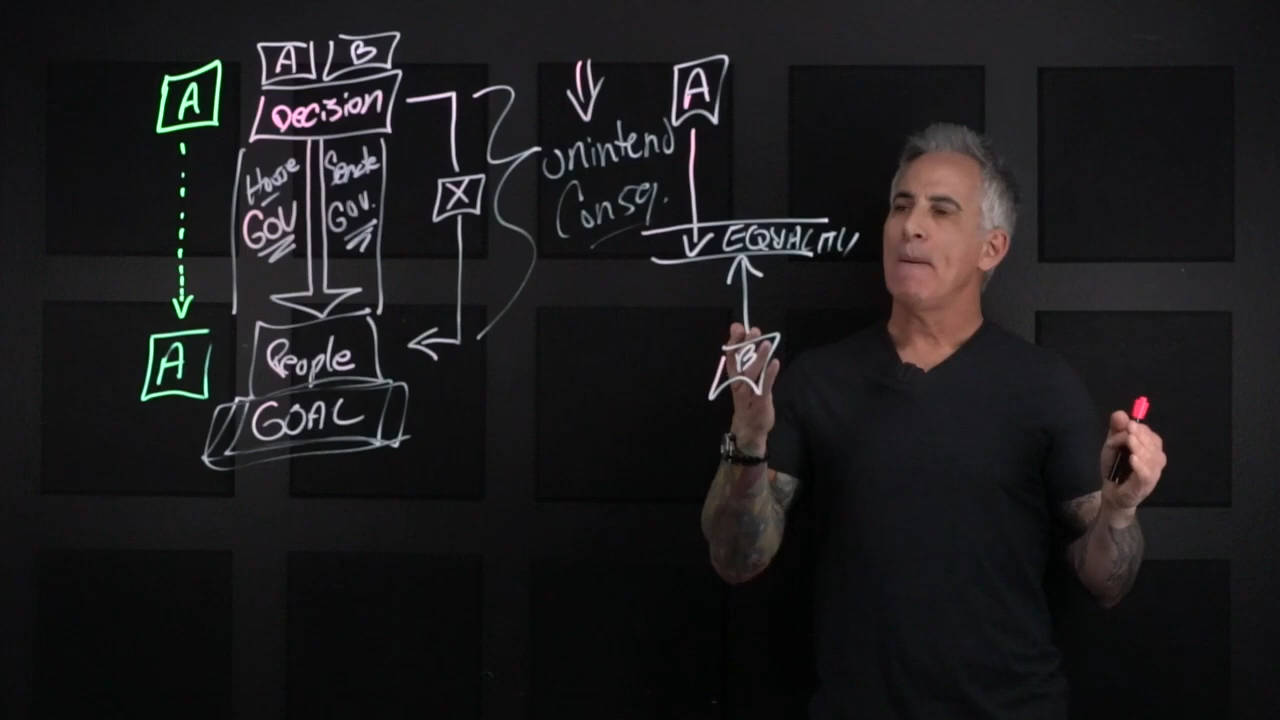 A
A B
Decision
House
GOV
Senate
GOV.
X
People
GOAL
A
unintend
Consq.
A
EQUALITY
B